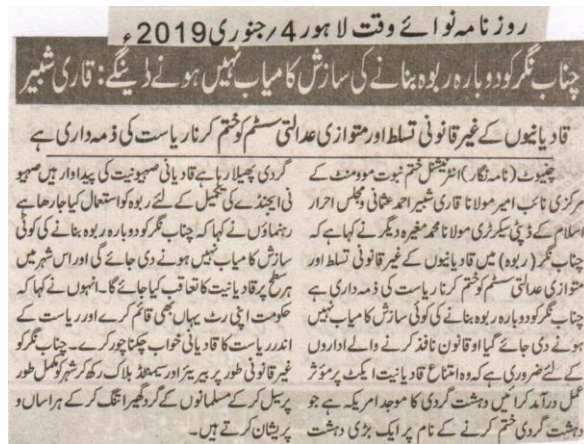 روزنامہ نوائے وقت لاہور 4/جنوری 2019ء
چناب نگر کو دوبارہ ربوہ بنانے کی سازش کامیاب نہیں ہونے دینگے: قاری شبیر
قادیانیوں کے غیر قانونی تسلط اور متوازی عدالتی سسٹم کو ختم کرنا ریاست کی ذمہ داری ہے
چنیوٹ (نامہ نگار) انٹرنیشنل ختم نبوت موومنٹ کے
مرکزی نائب امیر مولانا قاری شبیر احمد عثمانی و مجلس احرار
اسلام کے ڈپٹی سیکرٹری مولانا محمد مغیرہ ودیگر نے کہا ہے کہ
چناب نگر (ربوہ) میں قادیانیوں کے غیر قانونی تسلط اور
متوازی عدالتی سسٹم کو ختم کرنا ریاست کی ذمہ داری ہے
چناب نگر کو دوبارہ ربوہ بنانے کی کوئی سازش کامیاب نہیں
ہونے دی جائے گی او قانون نافذ کرنے والے اداروں
کے لئے ضروری ہے کہ وہ امتناع قادیانیت ایکٹ پر مؤثر
عمل درآمد کرائیں دہشت گردی کا موجد امریکہ ہے جو
دہشت گردی ختم کرنے کے نام پر ایک بڑی دہشت
گردی پھیلا رہا ہے قادیانی صہیونیت کی پیداوار ہیں صہیو
نی ایجنڈے کی تکمیل کے لئے ربوہ کو استعمال کیا جارہا ہے
رہنماؤں نے کہا کہ چناب نگر کو دوبارہ ربوہ بنانے کی کوئی
سازش کامیاب نہیں ہونے دی جائے گی اور اس شہر میں
ہر سطح پر قادیانیت کا تعاقب کیا جائے گا۔ انہوں نے کہا کہ
حکومت اپنی رٹ یہاں بھی قائم کرے اور ریاست کے
اندر ریاست کا قادیانی خواب چکنا چور کرے۔ چناب نگر کو
غیر قانونی طور پر بیریئر اور سیمنٹڈ بلاک رکھ کر شہر کو مکمل طور
پر سیل کر کے مسلمانوں کے گرد گھیرا تنگ کر کے ہراساں و
پریشان کرتے ہیں۔